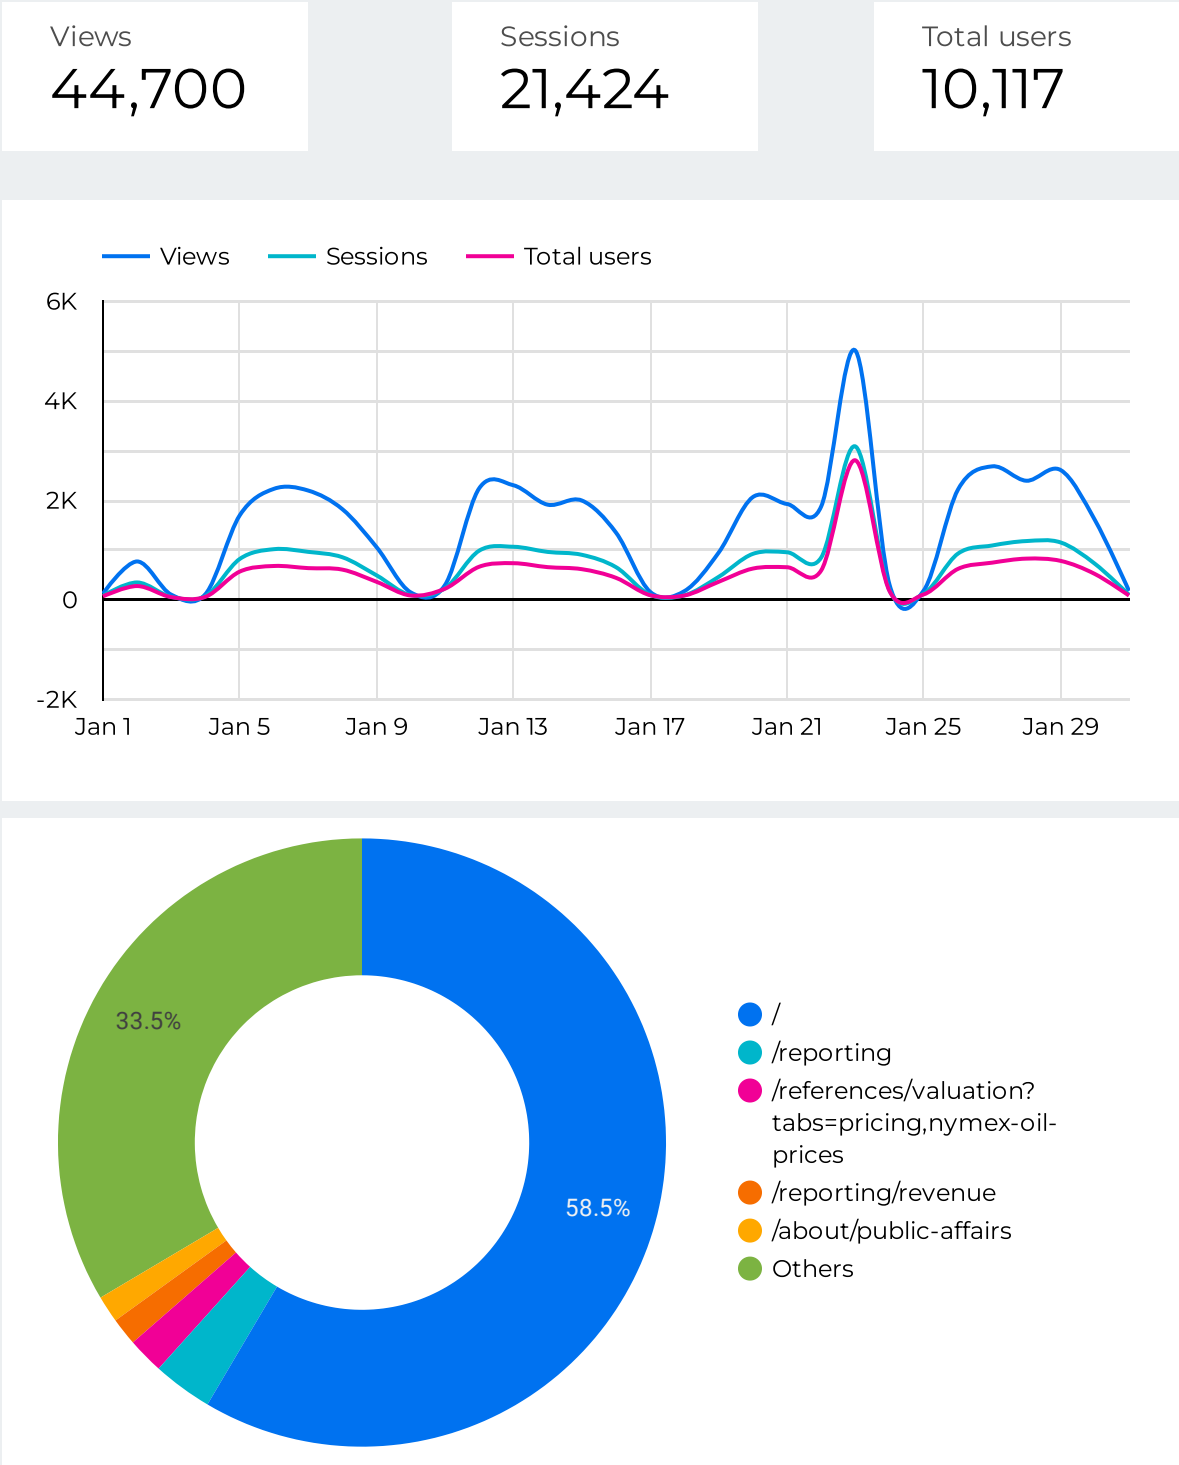 Views
44,700
Sessions
21,424
Total users
10,117
Views
Sessions
Total users
6K
4K
2K
0
-2K
Jan 1
Jan 5
Jan 9
Jan 13
Jan 17
Jan 21
Jan 25
Jan 29
33.5%
58.5%
/
/reporting
/references/valuation?
tabs=pricing,nymex-oil-
prices
/reporting/revenue
/about/public-affairs
Others